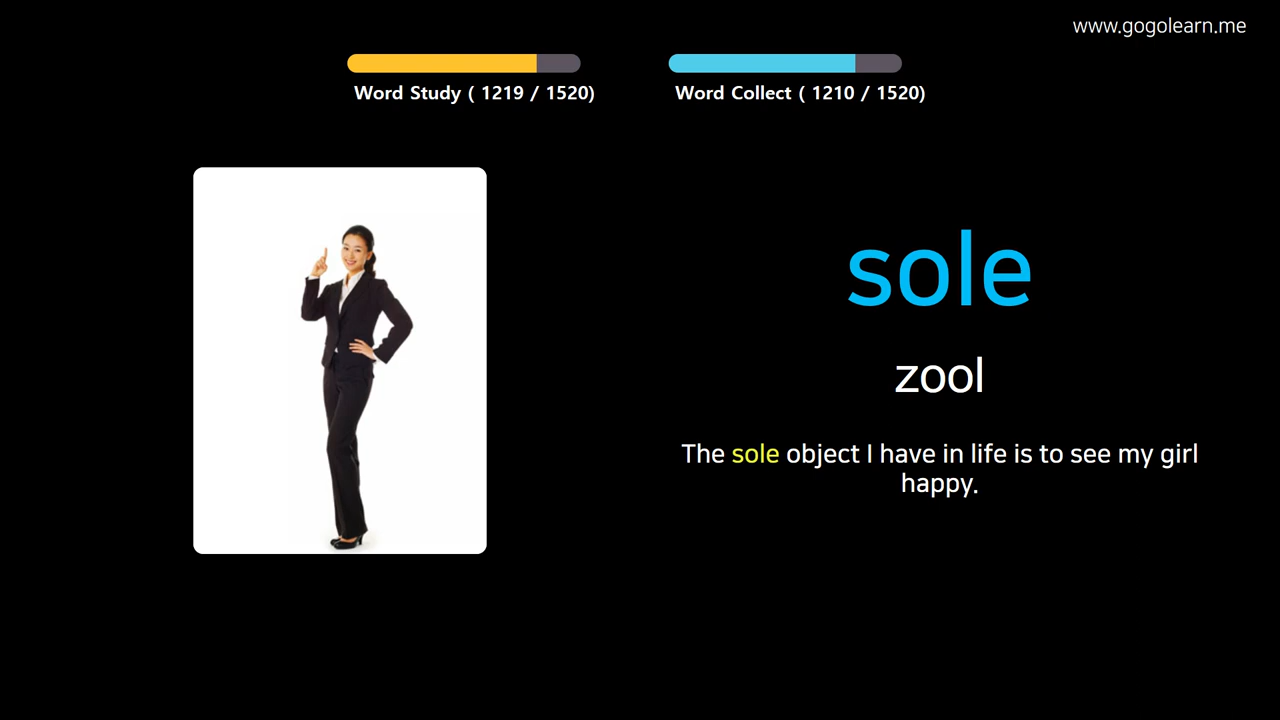 www.gogolearn.me
Word Study ( 1219 / 1520)
Word Collect ( 1210 / 1520)
sole
zool
The sole object I have in life is to see my girl
happy.